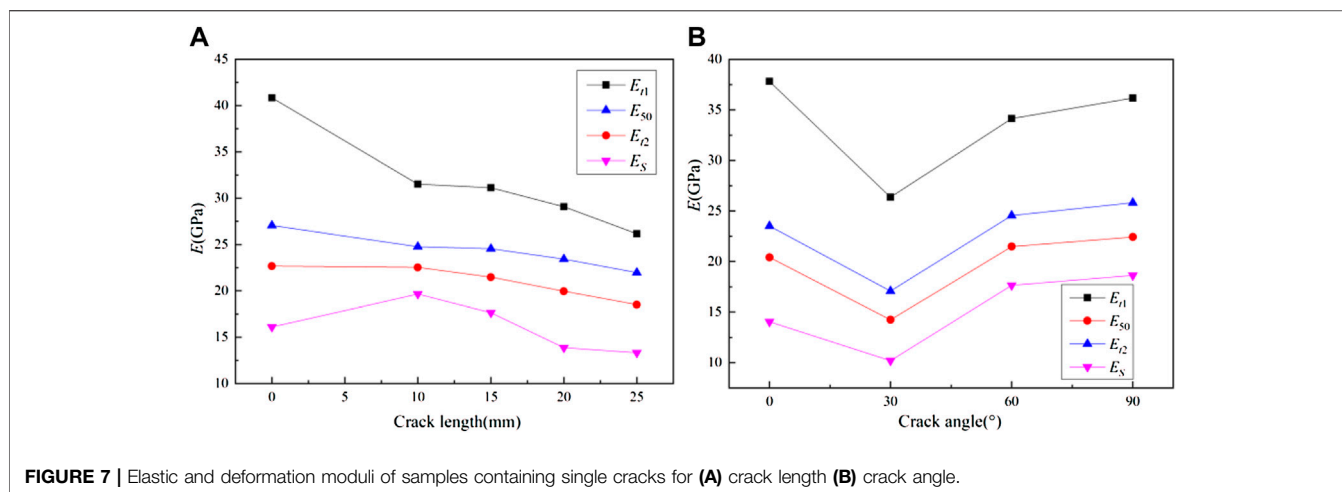 A
45
40
35
30
25
20
15
10
E(GPa)
0 5 10 15 20 25
Crack length(mm)
Et1
E50
Et2
ES
B
40
35
30
25
20
15
10
E(GPa)
0 30 60 90
Crack angle(°)
Et1
E50
Et2
ES
FIGURE 7 | Elastic and deformation moduli of samples containing single cracks for (A) crack length (B) crack angle.